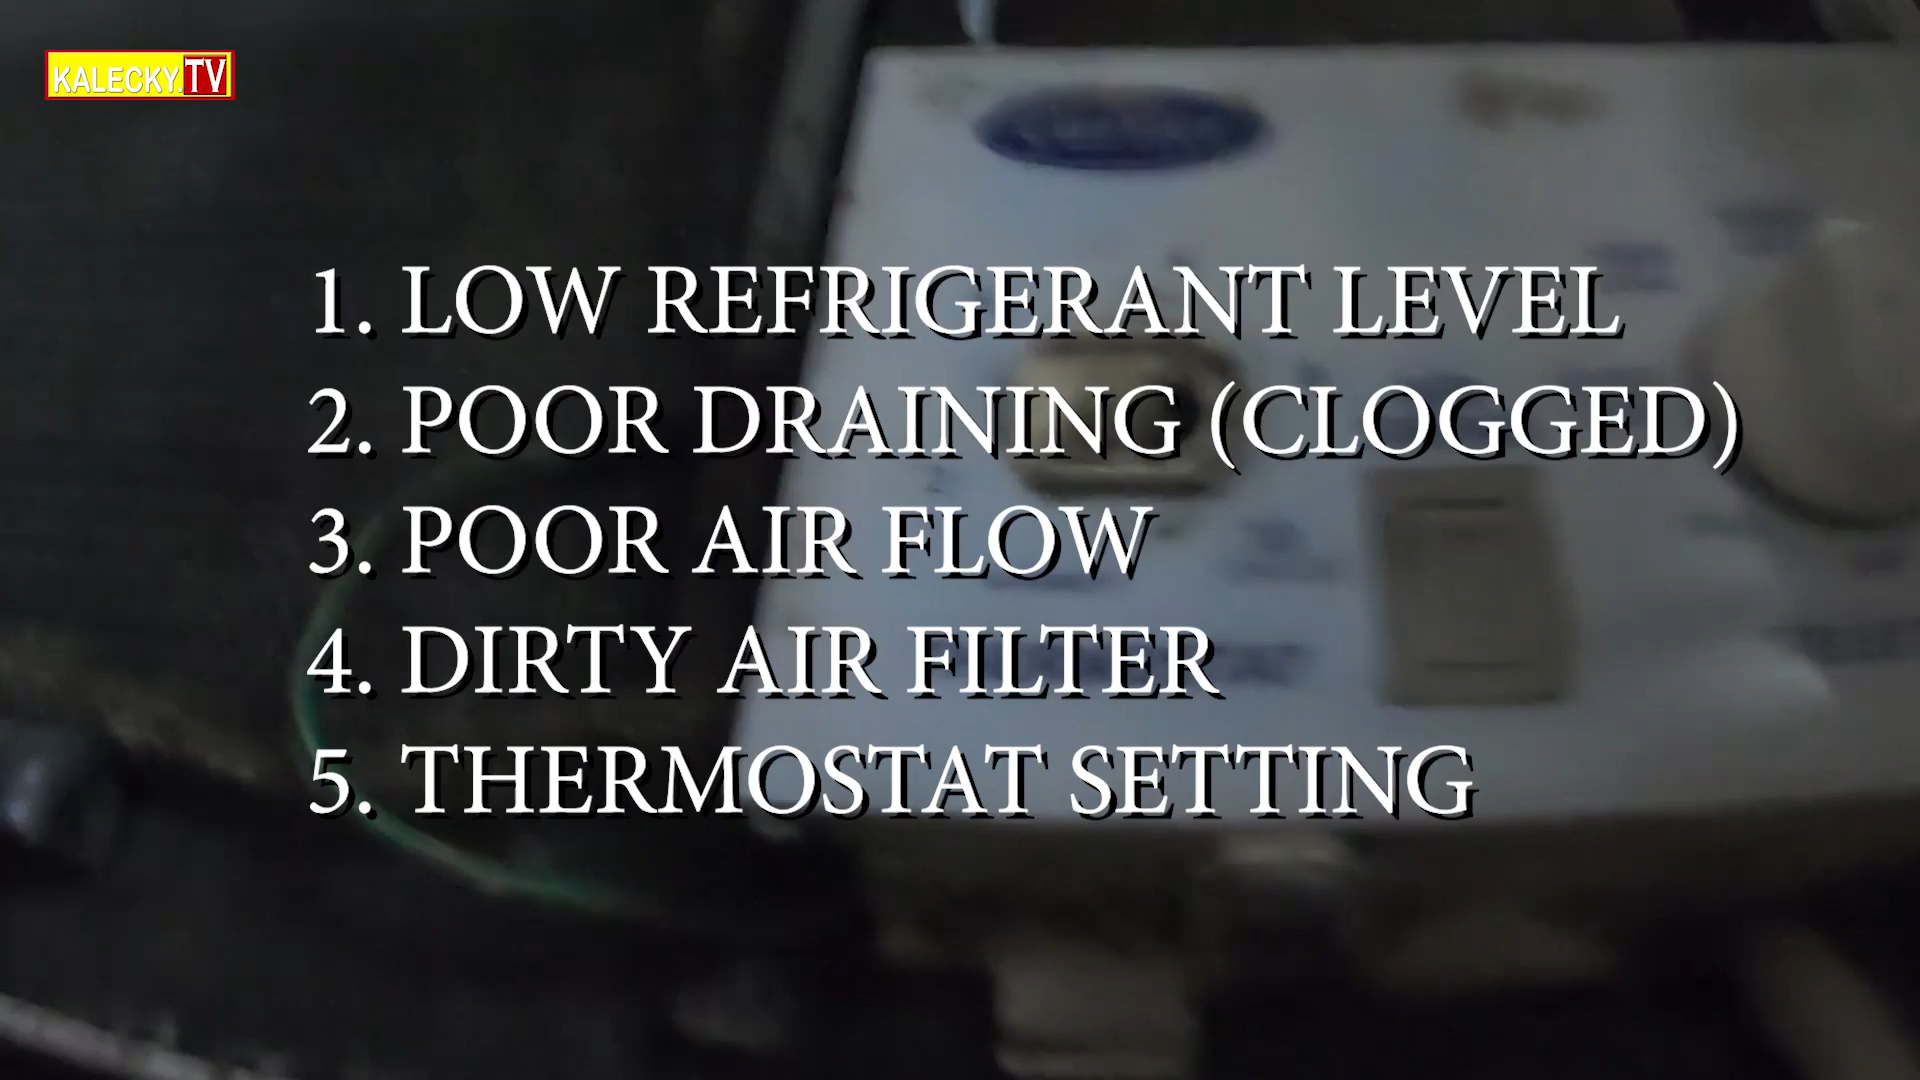 KALECKY.TV
1. LOW REFRIGERANT LEVEL
2. POOR DRAINING (CLOGGED)
3. POOR AIR FLOW
4. DIRTY AIR FILTER
5. THERMOSTAT SETTING